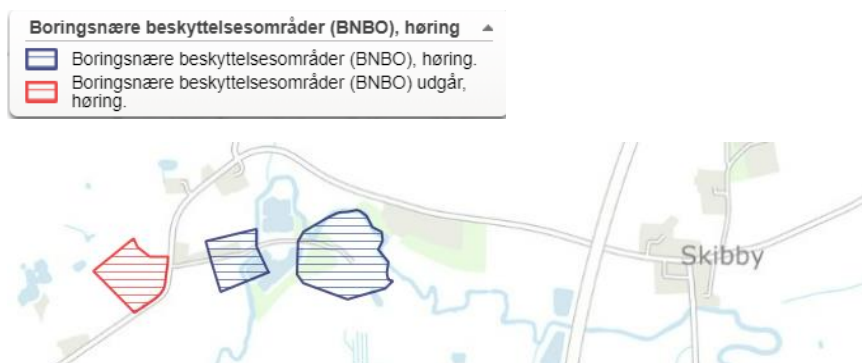 Boringsnære beskyttelsesområder (BNBO), høring
Boringsnære beskyttelsesområder (BNBO), høring.
Boringsnære beskyttelsesområder (BNBO) udgår,
høring.
Skibby